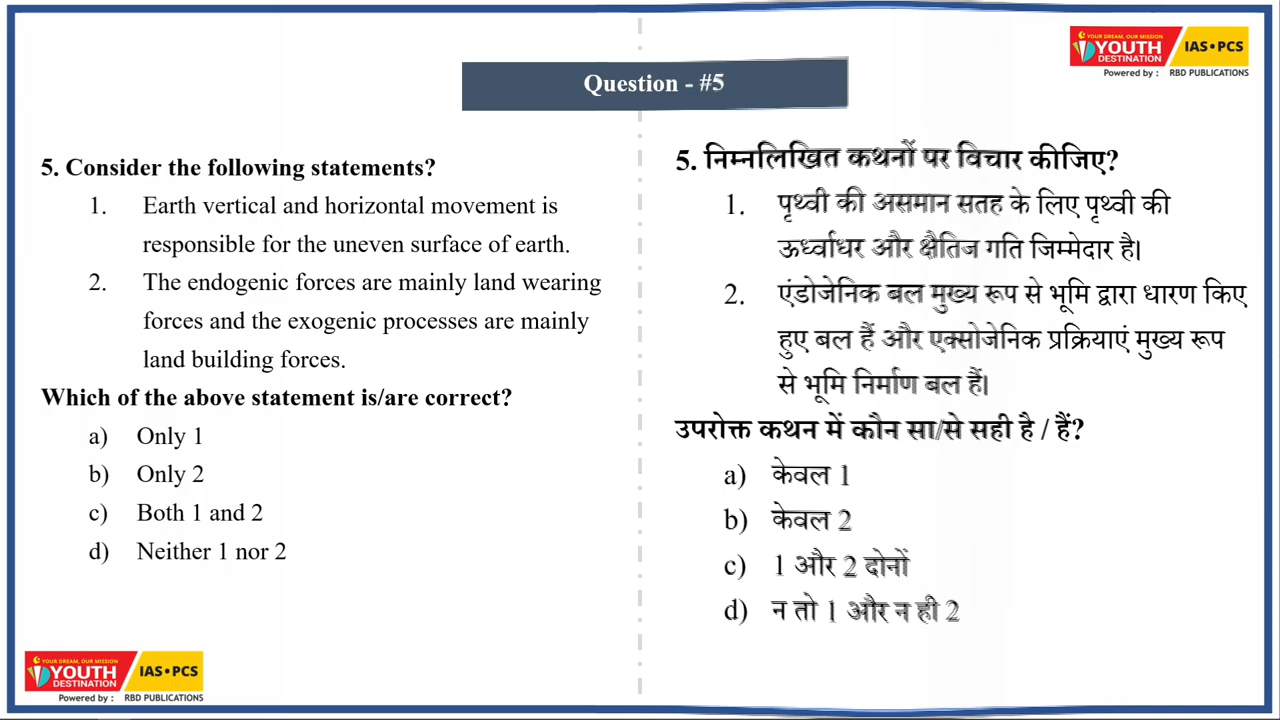 YOUR DREAM, OUR MISSION
YOUTH
DESTINATION
IAS•PCS
Powered by : RBD PUBLICATIONS
Question - #5
5. Consider the following statements?
1. Earth vertical and horizontal movement is
responsible for the uneven surface of earth.
2. The endogenic forces are mainly land wearing
forces and the exogenic processes are mainly
land building forces.
Which of the above statement is/are correct?
a) Only 1
b) Only 2
c) Both 1 and 2
d) Neither 1 nor 2
5. निम्नलिखित कथनों पर विचार कीजिए?
1. पृथ्वी की असमान सतह के लिए पृथ्वी की
ऊर्ध्वाधर और क्षैतिज गति जिम्मेदार है।
2. एंडोजेनिक बल मुख्य रूप से भूमि द्वारा धारण किए
हुए बल हैं और एक्सोजेनिक प्रक्रियाएं मुख्य रूप
से भूमि निर्माण बल हैं।
उपरोक्त कथन में कौन सा/से सही है / हैं?
a) केवल 1
b) केवल 2
c) 1 और 2 दोनों
d) न तो 1 और न ही 2
YOUR DREAM, OUR MISSION
YOUTH
DESTINATION
IAS•PCS
Powered by : RBD PUBLICATIONS